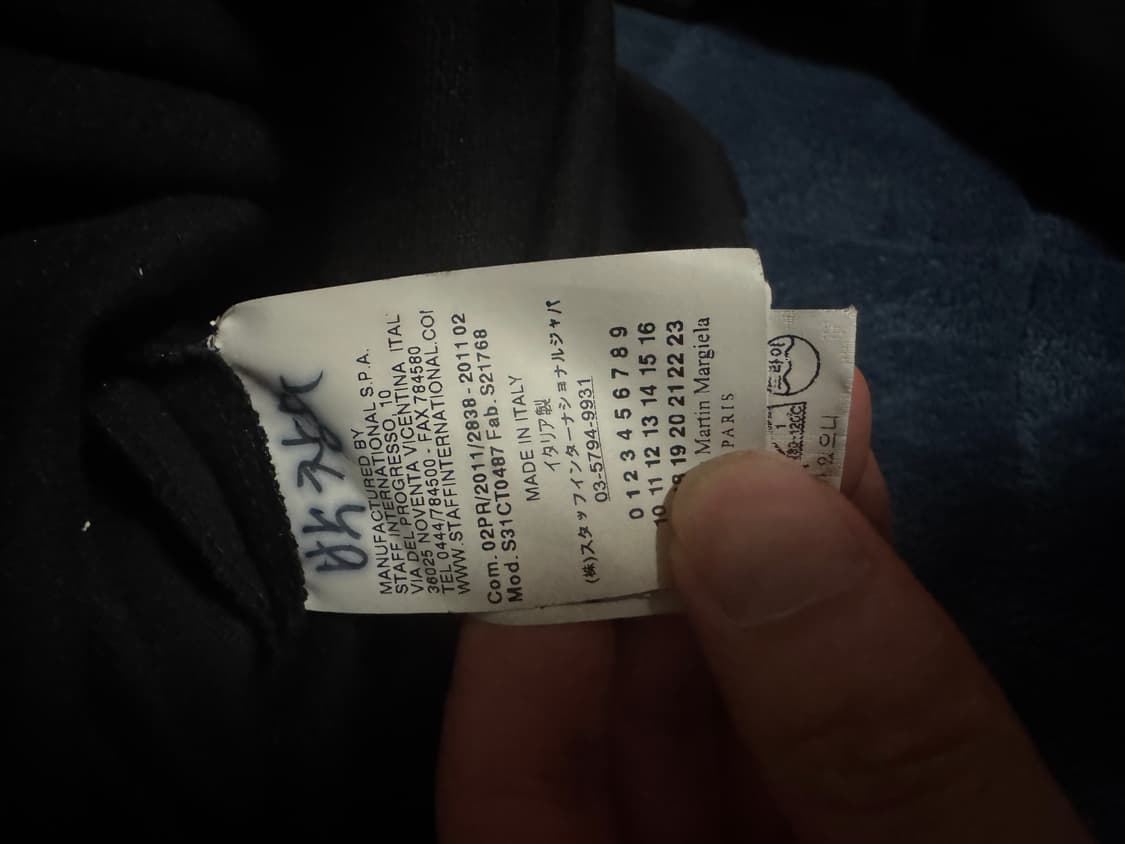 MANUFACTURED BY
STAFF INTERNATIONAL S.P.A.
VIA DEL PROGRESSO, 10
36025 NOVENTA VICENTINA ITAL
TEL 0444/784500 - FAX 784580
WWW.STAFFINTERNATIONAL.CO
Com. 02PR/2011/2838 - 201102
Mod. S31CT0487 Fab. S21768
MADE IN ITALY
イタリア製
(株)スタッフインターナショナルジャパ
03-5794-9931
0 1 2 3 4 5 6 7 8 9
10 11 12 13 14 15 16
19 20 21 22 23
Martin Margiela
PARIS
드라이